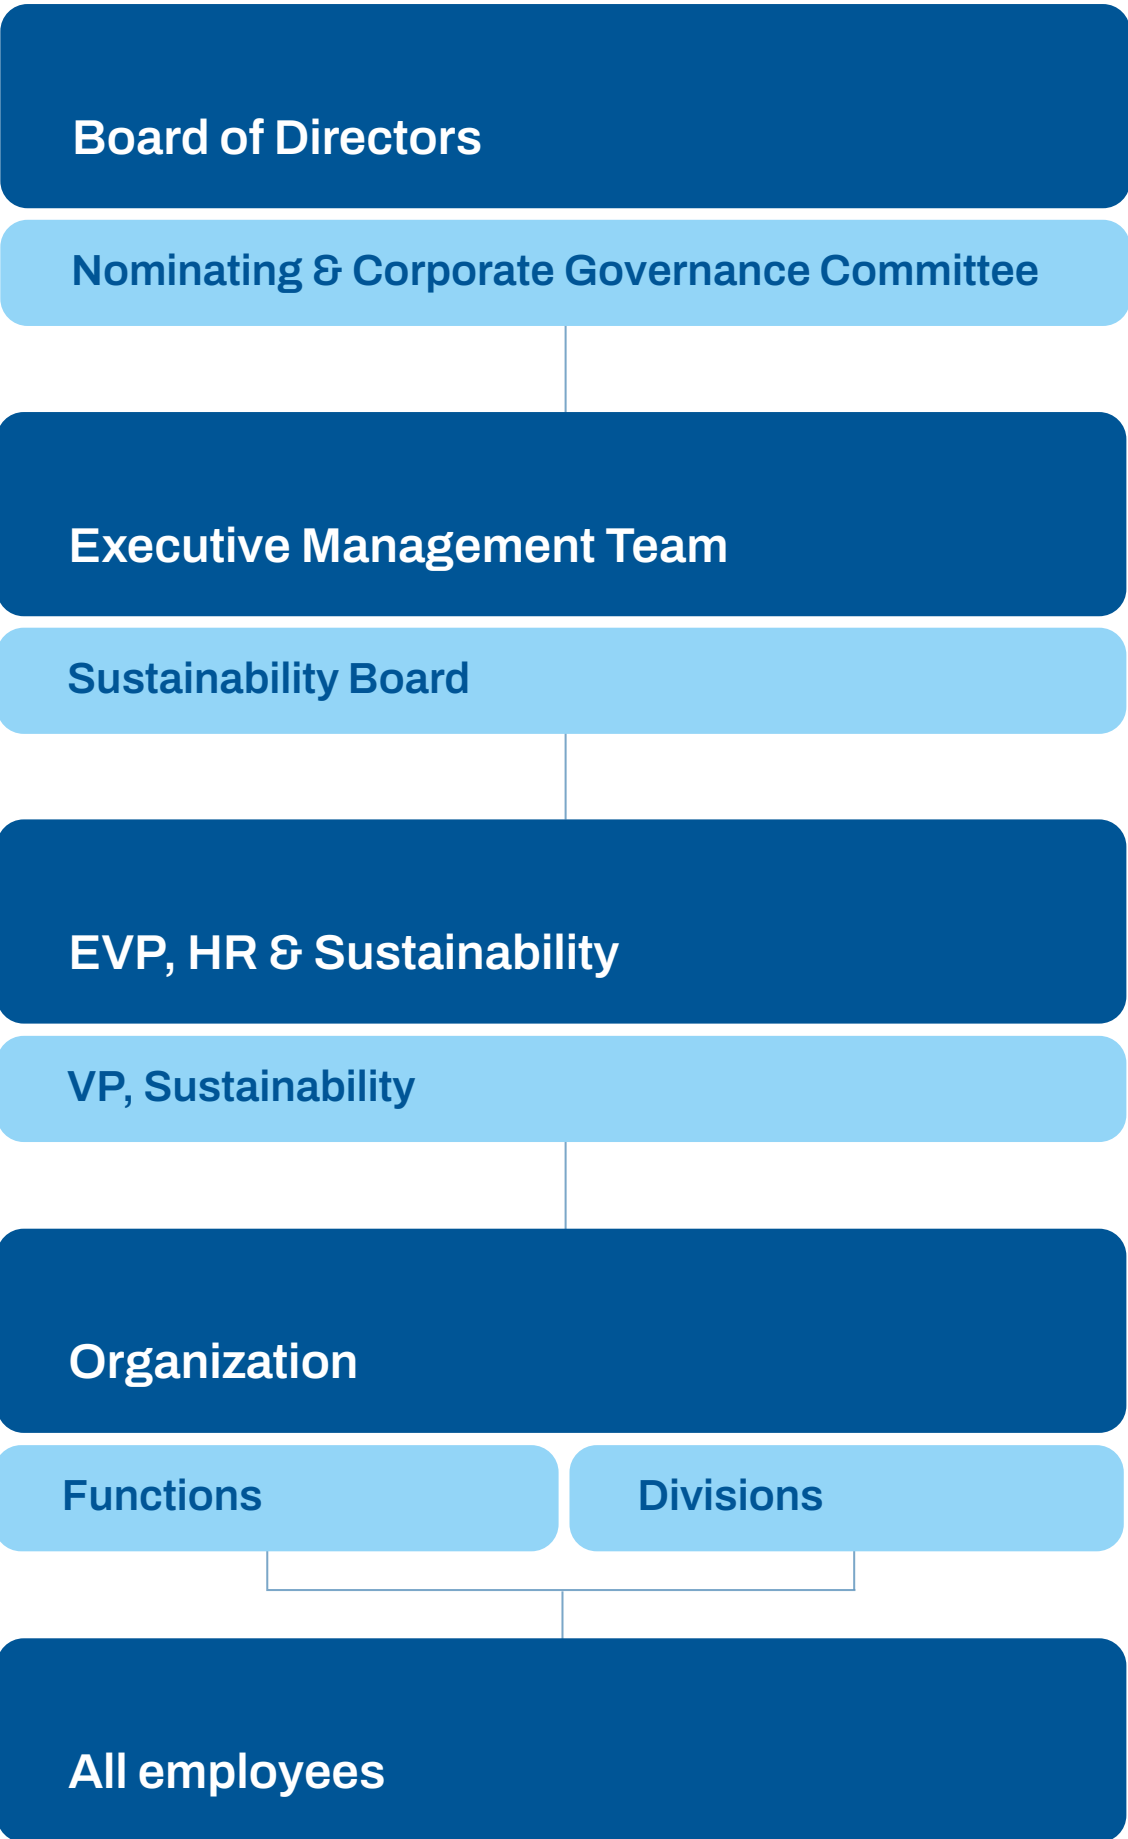 Board of Directors
Nominating & Corporate Governance Committee
Executive Management Team
Sustainability Board
EVP, HR & Sustainability
VP, Sustainability
Organization
Functions
Divisions
All employees